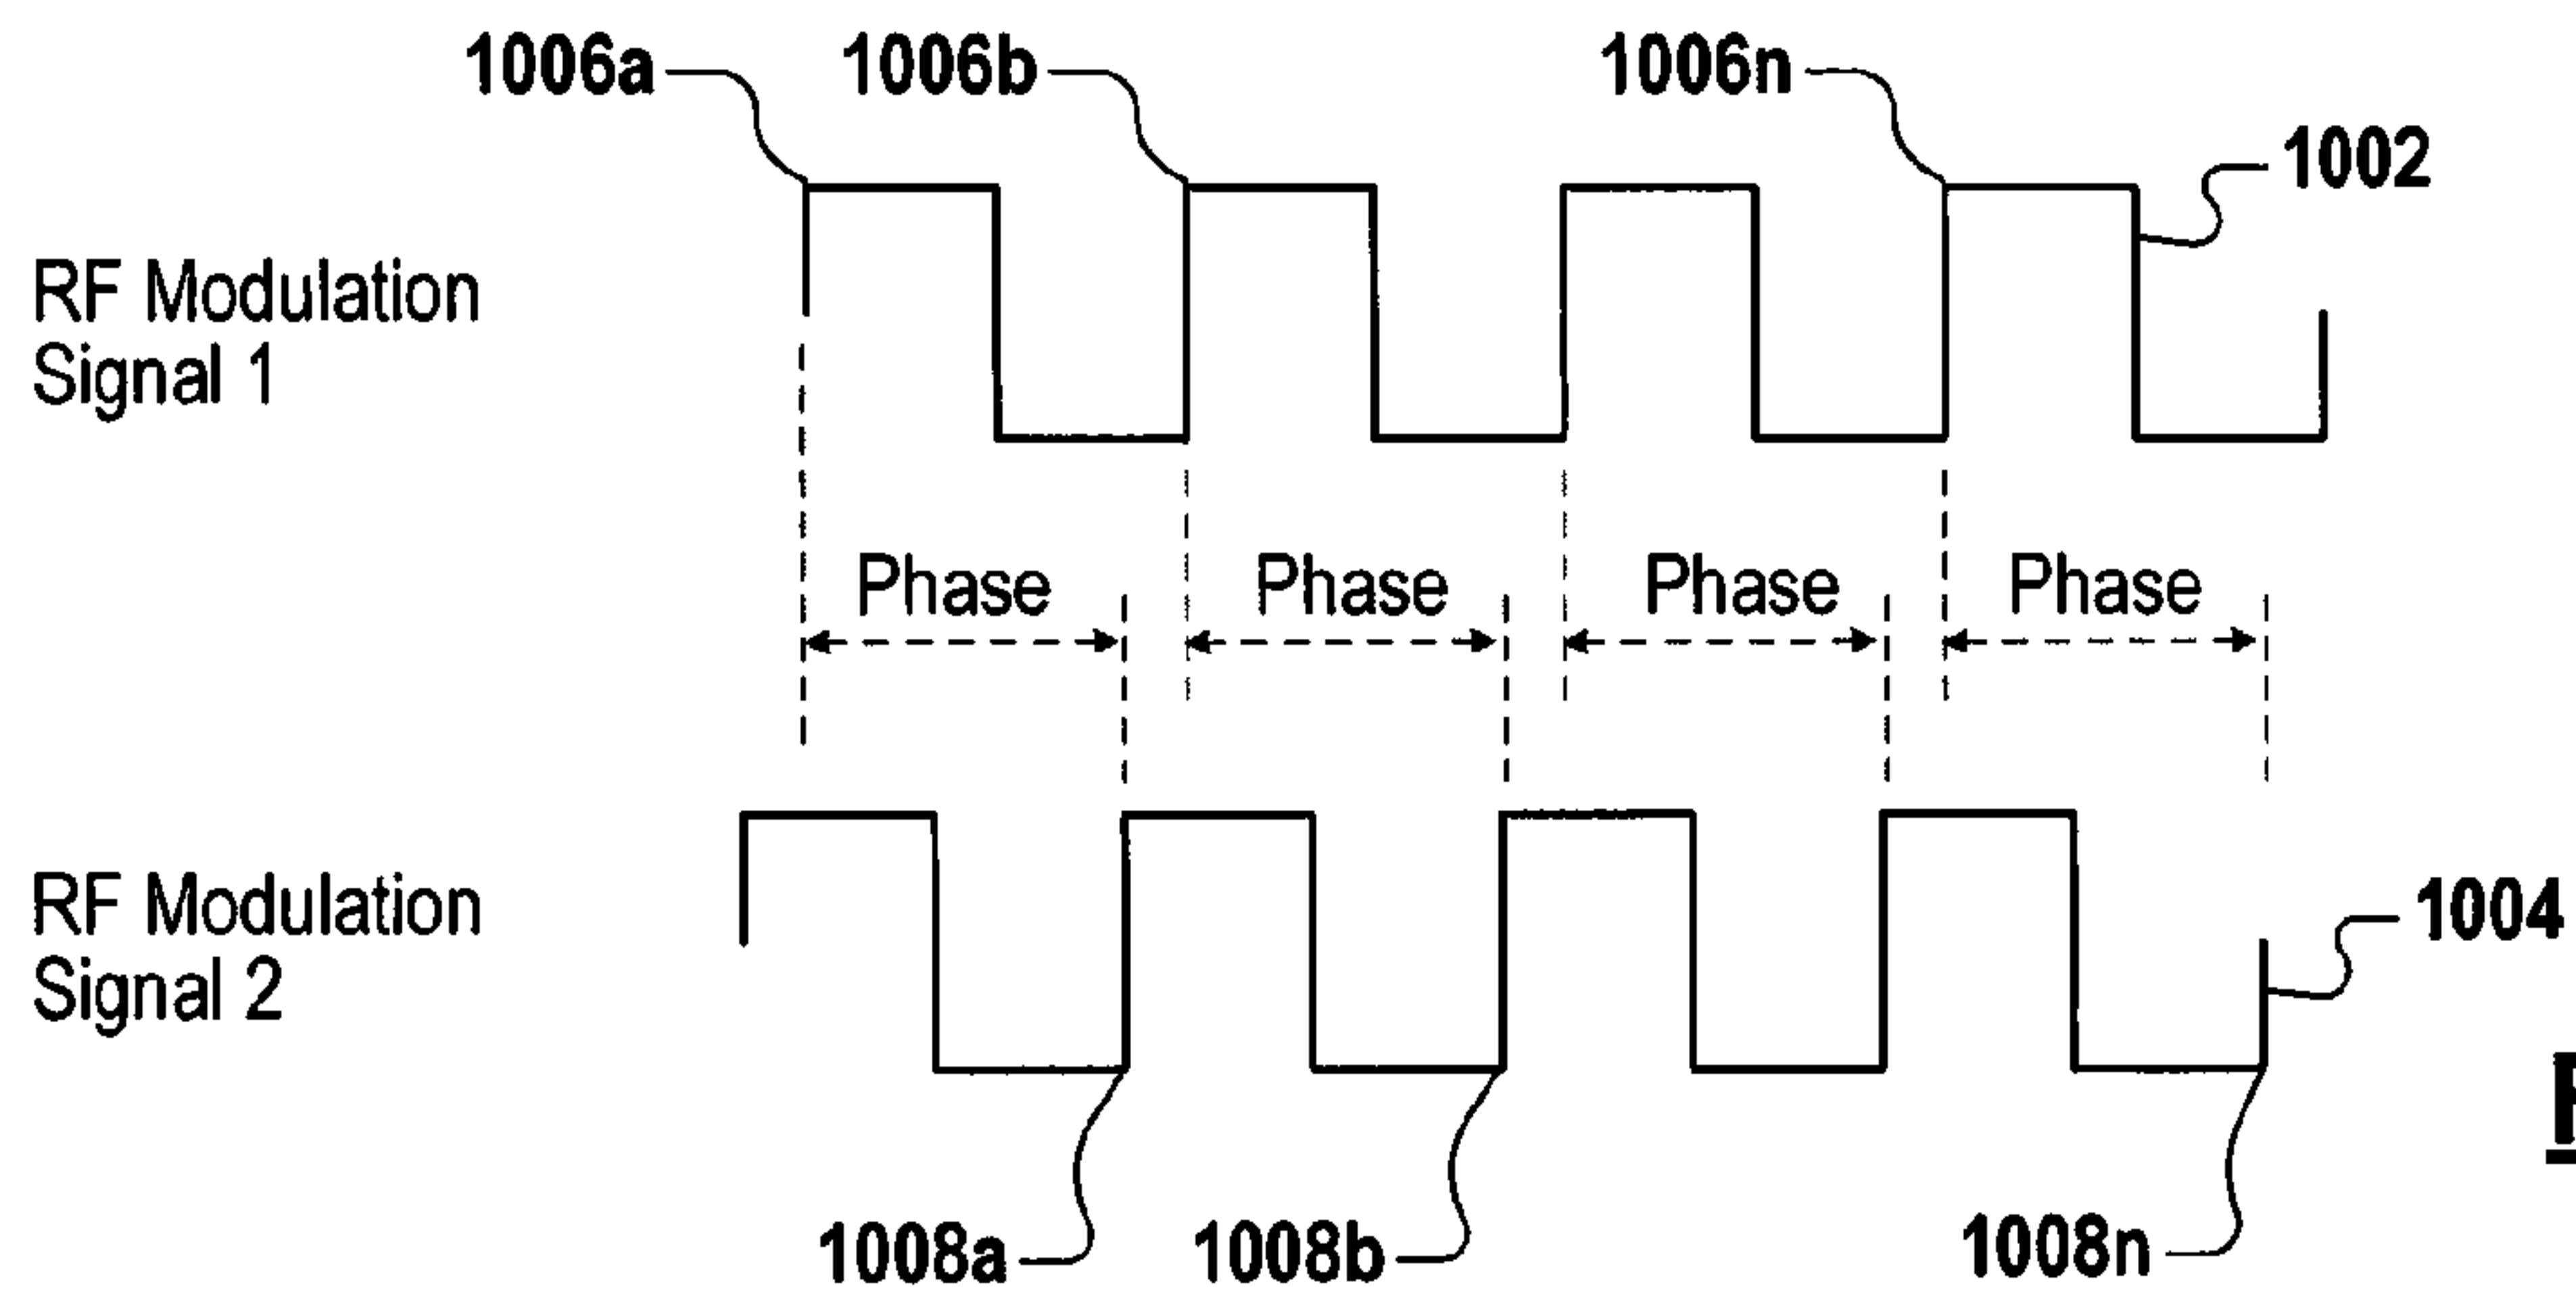 1006a 1006b 1006n
1002
RF Modulation
Signal 1
Phase Phase Phase Phase
RF Modulation
Signal 2
1004
1008a 1008b 1008n